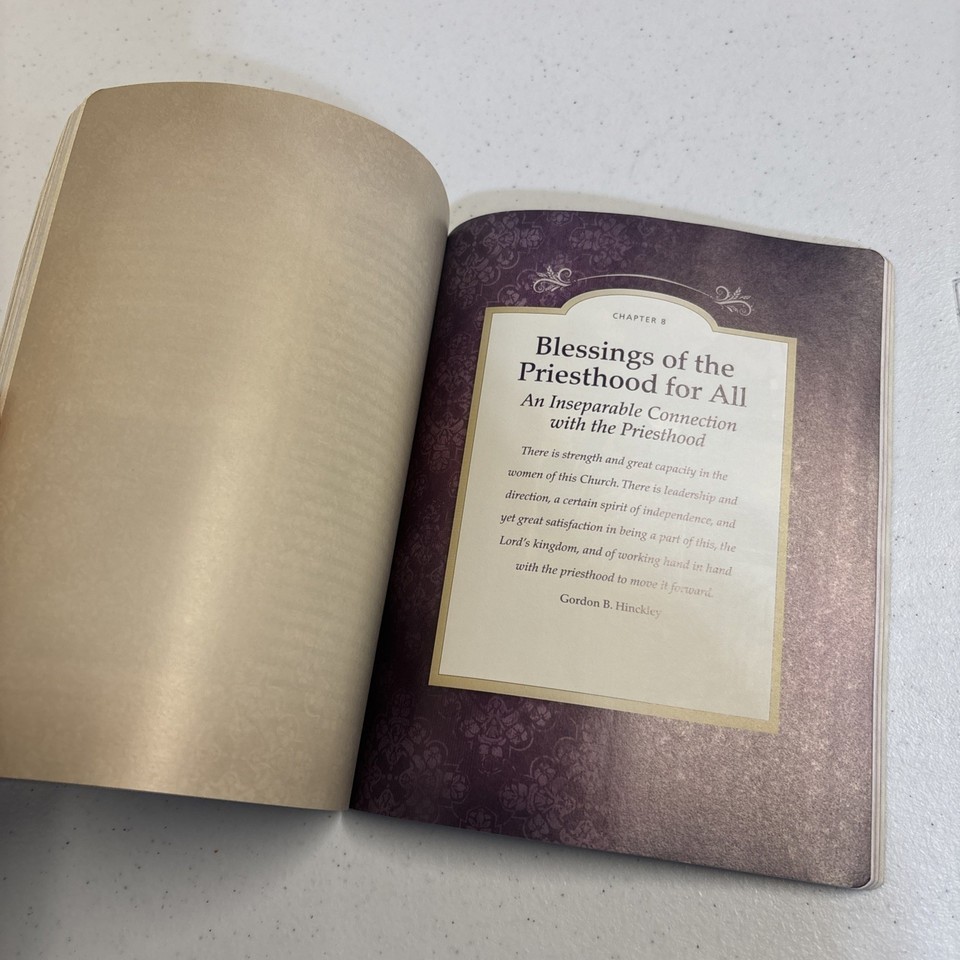 CHAPTER 8
Blessings of the
Priesthood for All
An Inseparable Connection
with the Priesthood
There is strength and great capacity in the
women of this Church. There is leadership and
direction, a certain spirit of independence, and
yet great satisfaction in being a part of this, the
Lord's kingdom, and of working hand in hand
with the priesthood to move it forward.
Gordon B. Hinckley